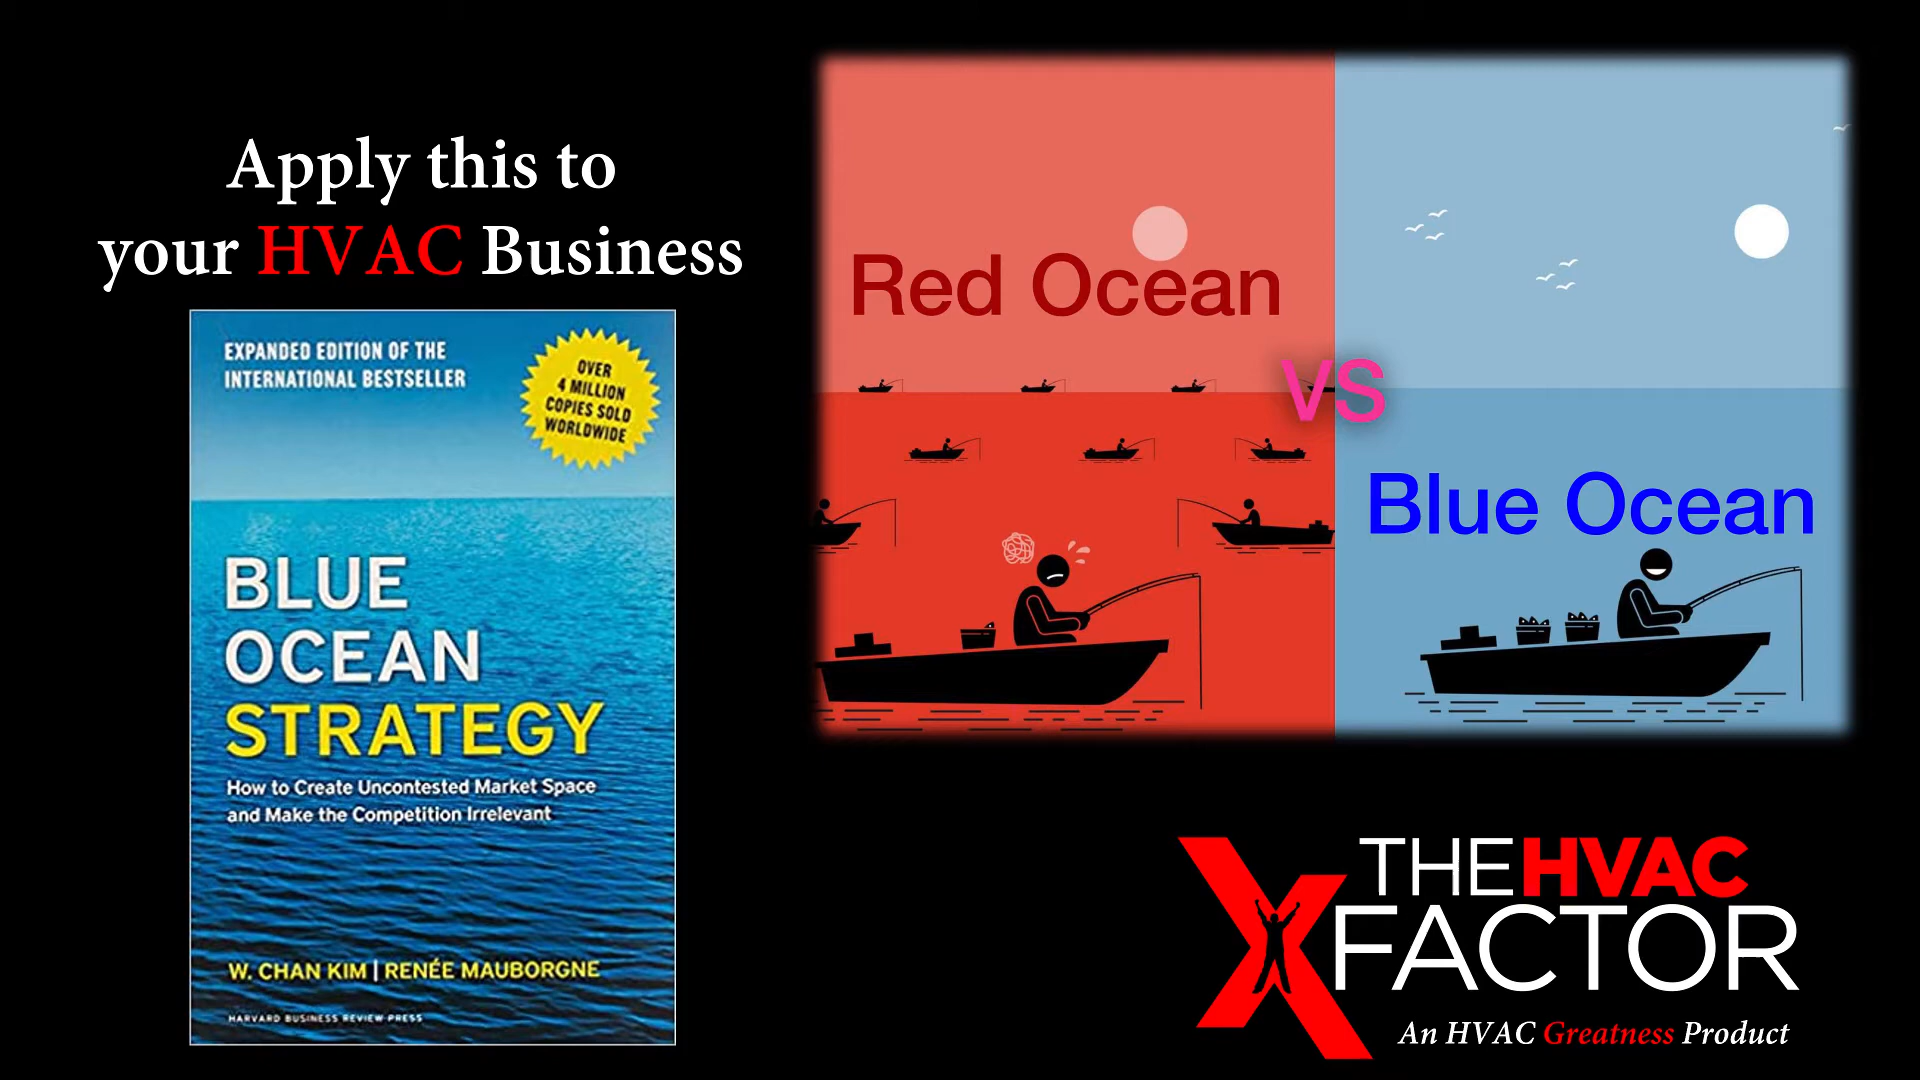 Apply this to
your HVAC Business
EXPANDED EDITION OF THE
INTERNATIONAL BESTSELLER
OVER
4 MILLION
COPIES SOLD
WORLDWIDE
BLUE
OCEAN
STRATEGY
How to Create Uncontested Market Space
and Make the Competition Irrelevant
W. CHAN KIM | RENÉE MAUBORGNE
HARVARD BUSINESS REVIEW PRESS
Red Ocean
VS
Blue Ocean
THE HVAC
X FACTOR
An HVAC Greatness Product